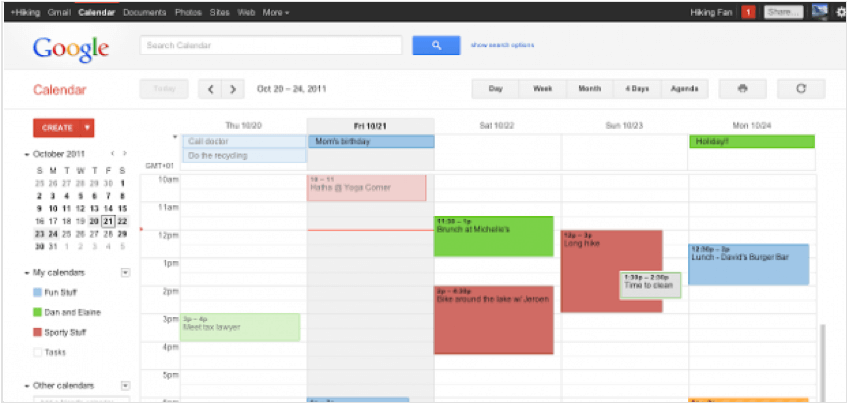 +Hiking Gmail Calendar Documents Photos Sites Web More
Hiking Fan 1 Share...
Google
Search Calendar
show search options
Calendar
Today
Oct 20 – 24, 2011
Day Week Month 4 Days Agenda
CREATE
October 2011
S M T W T F S
25 26 27 28 29 30 1
2 3 4 5 6 7 8
9 10 11 12 13 14 15
16 17 18 19 20 21 22
23 24 25 26 27 28 29
30 31 1 2 3 4 5
My calendars
Fun Stuff
Dan and Elaine
Sporty Stuff
Tasks
Other calendars
Thu 10/20 Fri 10/21 Sat 10/22 Sun 10/23 Mon 10/24
Call doctor
Do the recycling
Mom's birthday
Holiday!!
GMT+01
10am
11am
12pm
1pm
2pm
3pm
4pm
5pm
3p – 4p
Meet tax lawyer
10 – 11
Hatha @ Yoga Corner
11:30 – 1p
Brunch at Michelle's
2p – 4:30p
Bike around the lake w/ Jeroen
12p – 3p
Long hike
1:30p – 2:30p
Time to clean
12:30p – 2p
Lunch - David's Burger Bar